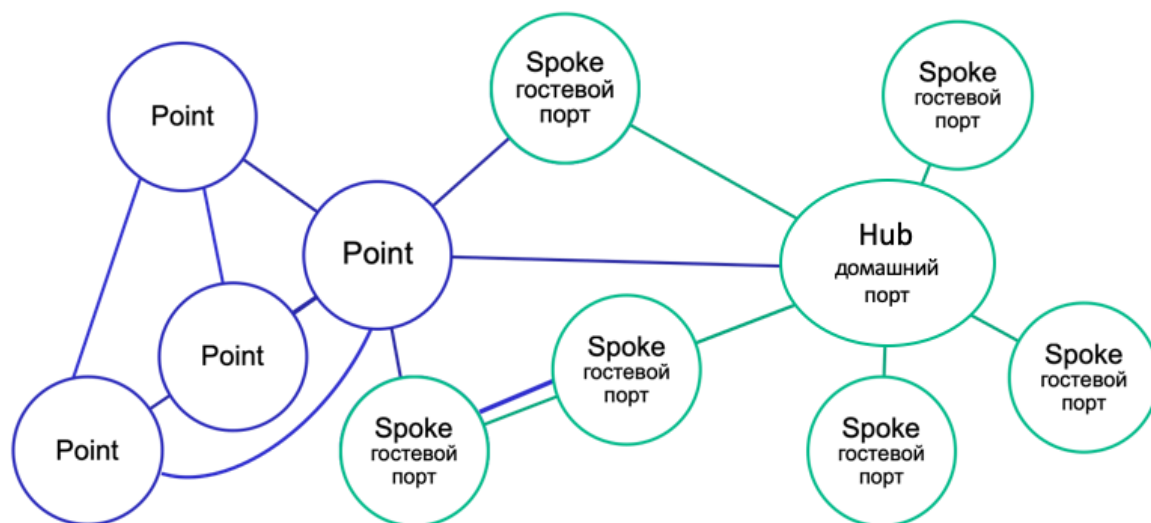 Point
Spoke
гостевой
порт
Spoke
гостевой
порт
Point
Hub
домашний
порт
Point
Spoke
гостевой
порт
Spoke
гостевой
порт
Point
Spoke
гостевой
порт
Spoke
гостевой
порт